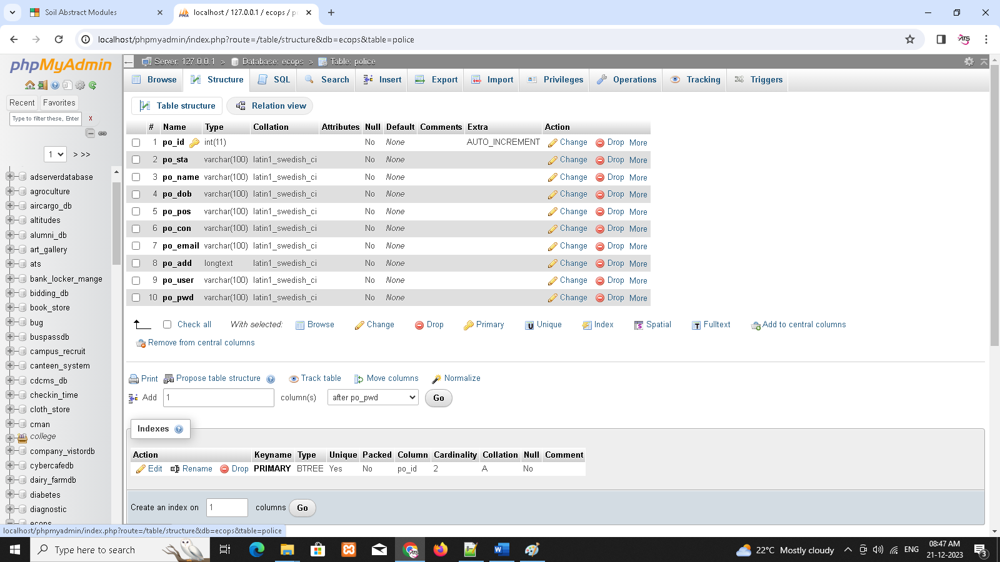 Soil Abstract Modules
localhost / 127.0.0.1 / ecops / po
localhost/phpmyadmin/index.php?route=/table/structure&db=ecops&table=police
phpMyAdmin
Server: 127.0.0.1 » Database: ecops » Table: police
Browse Structure SQL Search Insert Export Import Privileges Operations Tracking Triggers
Recent Favorites
Type to filter these, Enter X
1 > >>
adserverdatabase
agroculture
aircargo_db
altitudes
alumni_db
art_gallery
ats
bank_locker_mange
bidding_db
book_store
bug
buspassdb
campus_recruit
canteen_system
cdcms_db
checkin_time
cloth_store
cman
college
company_vistordb
cybercafedb
dairy_farmdb
diabetes
diagnostic
ecops
Table structure Relation view
# Name Type Collation Attributes Null Default Comments Extra Action
1 po_id int(11) No None AUTO_INCREMENT Change Drop More
2 po_sta varchar(100) latin1_swedish_ci No None Change Drop More
3 po_name varchar(100) latin1_swedish_ci No None Change Drop More
4 po_dob varchar(100) latin1_swedish_ci No None Change Drop More
5 po_pos varchar(100) latin1_swedish_ci No None Change Drop More
6 po_con varchar(100) latin1_swedish_ci No None Change Drop More
7 po_email varchar(100) latin1_swedish_ci No None Change Drop More
8 po_add longtext latin1_swedish_ci No None Change Drop More
9 po_user varchar(100) latin1_swedish_ci No None Change Drop More
10 po_pwd varchar(100) latin1_swedish_ci No None Change Drop More
Check all With selected: Browse Change Drop Primary Unique Index Spatial Fulltext Add to central columns
Remove from central columns
Print Propose table structure Track table Move columns Normalize
Add 1 column(s) after po_pwd Go
Indexes
Action Keyname Type Unique Packed Column Cardinality Collation Null Comment
Edit Rename Drop PRIMARY BTREE Yes No po_id 2 A No
Create an index on 1 columns Go
localhost/phpmyadmin/index.php?route=/table/structure&db=ecops&table=police
Type here to search
22°C Mostly cloudy
ENG
08:47 AM
21-12-2023
3